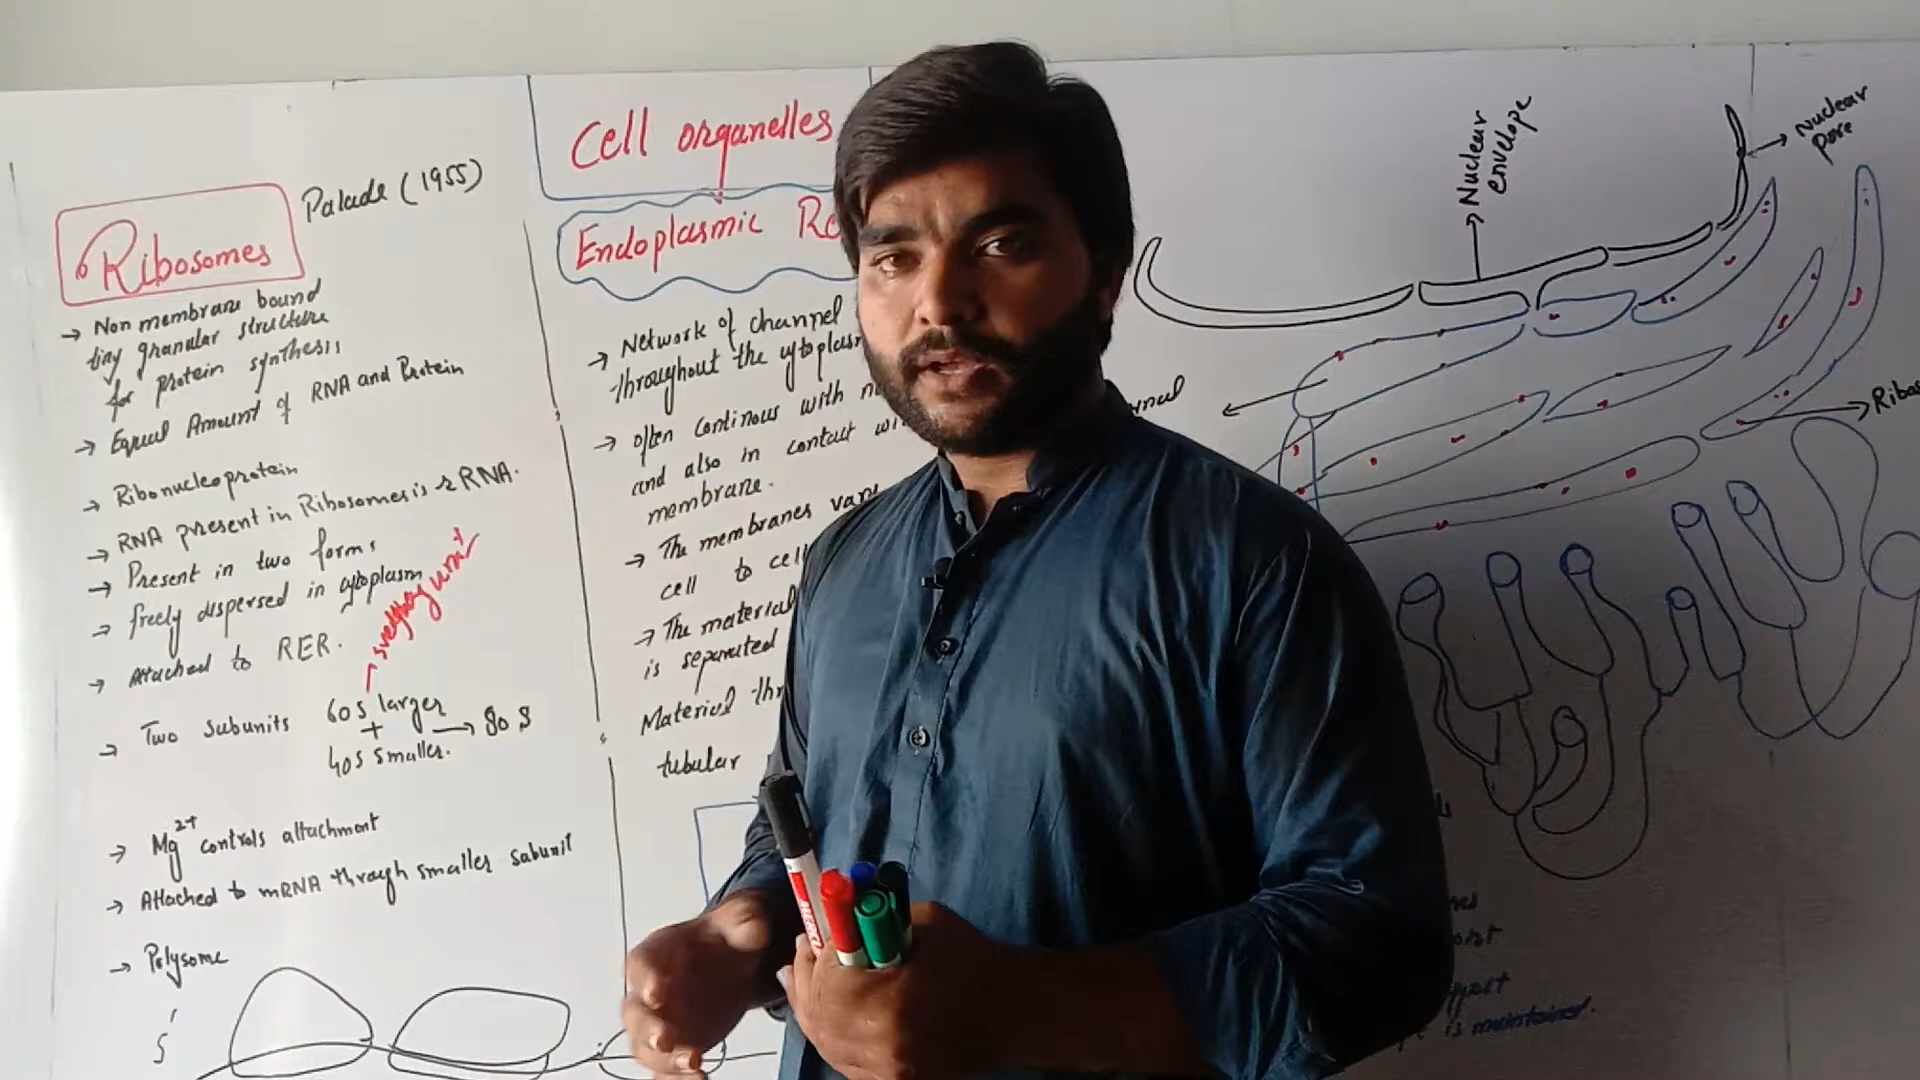 Ribosomes
Palade (1955)
→ Non membrane bound
tiny granular structure
for protein synthesis
→ Equal Amount of RNA and Protein
→ Ribonucleoprotein
→ RNA present in Ribosomes is rRNA.
→ Present in two forms
→ freely dispersed in cytoplasm
→ Attached to RER.
→ Two subunits 60s larger
+ → 80 S
40s smaller.
→ Mg2+ controls attachment
→ Attached to mRNA through smaller subunit
→ Polysome
5'
Cell organelles
Endoplasmic Re
→ Network of channel
throughout the cytoplasm
→ often continous with
and also in contact
membrane.
→ The membranes vary
cell to cell
→ The material
is separated
Material
tubular
Nuclear
envelope
Nuclear
pore
Ribos
is maintained.